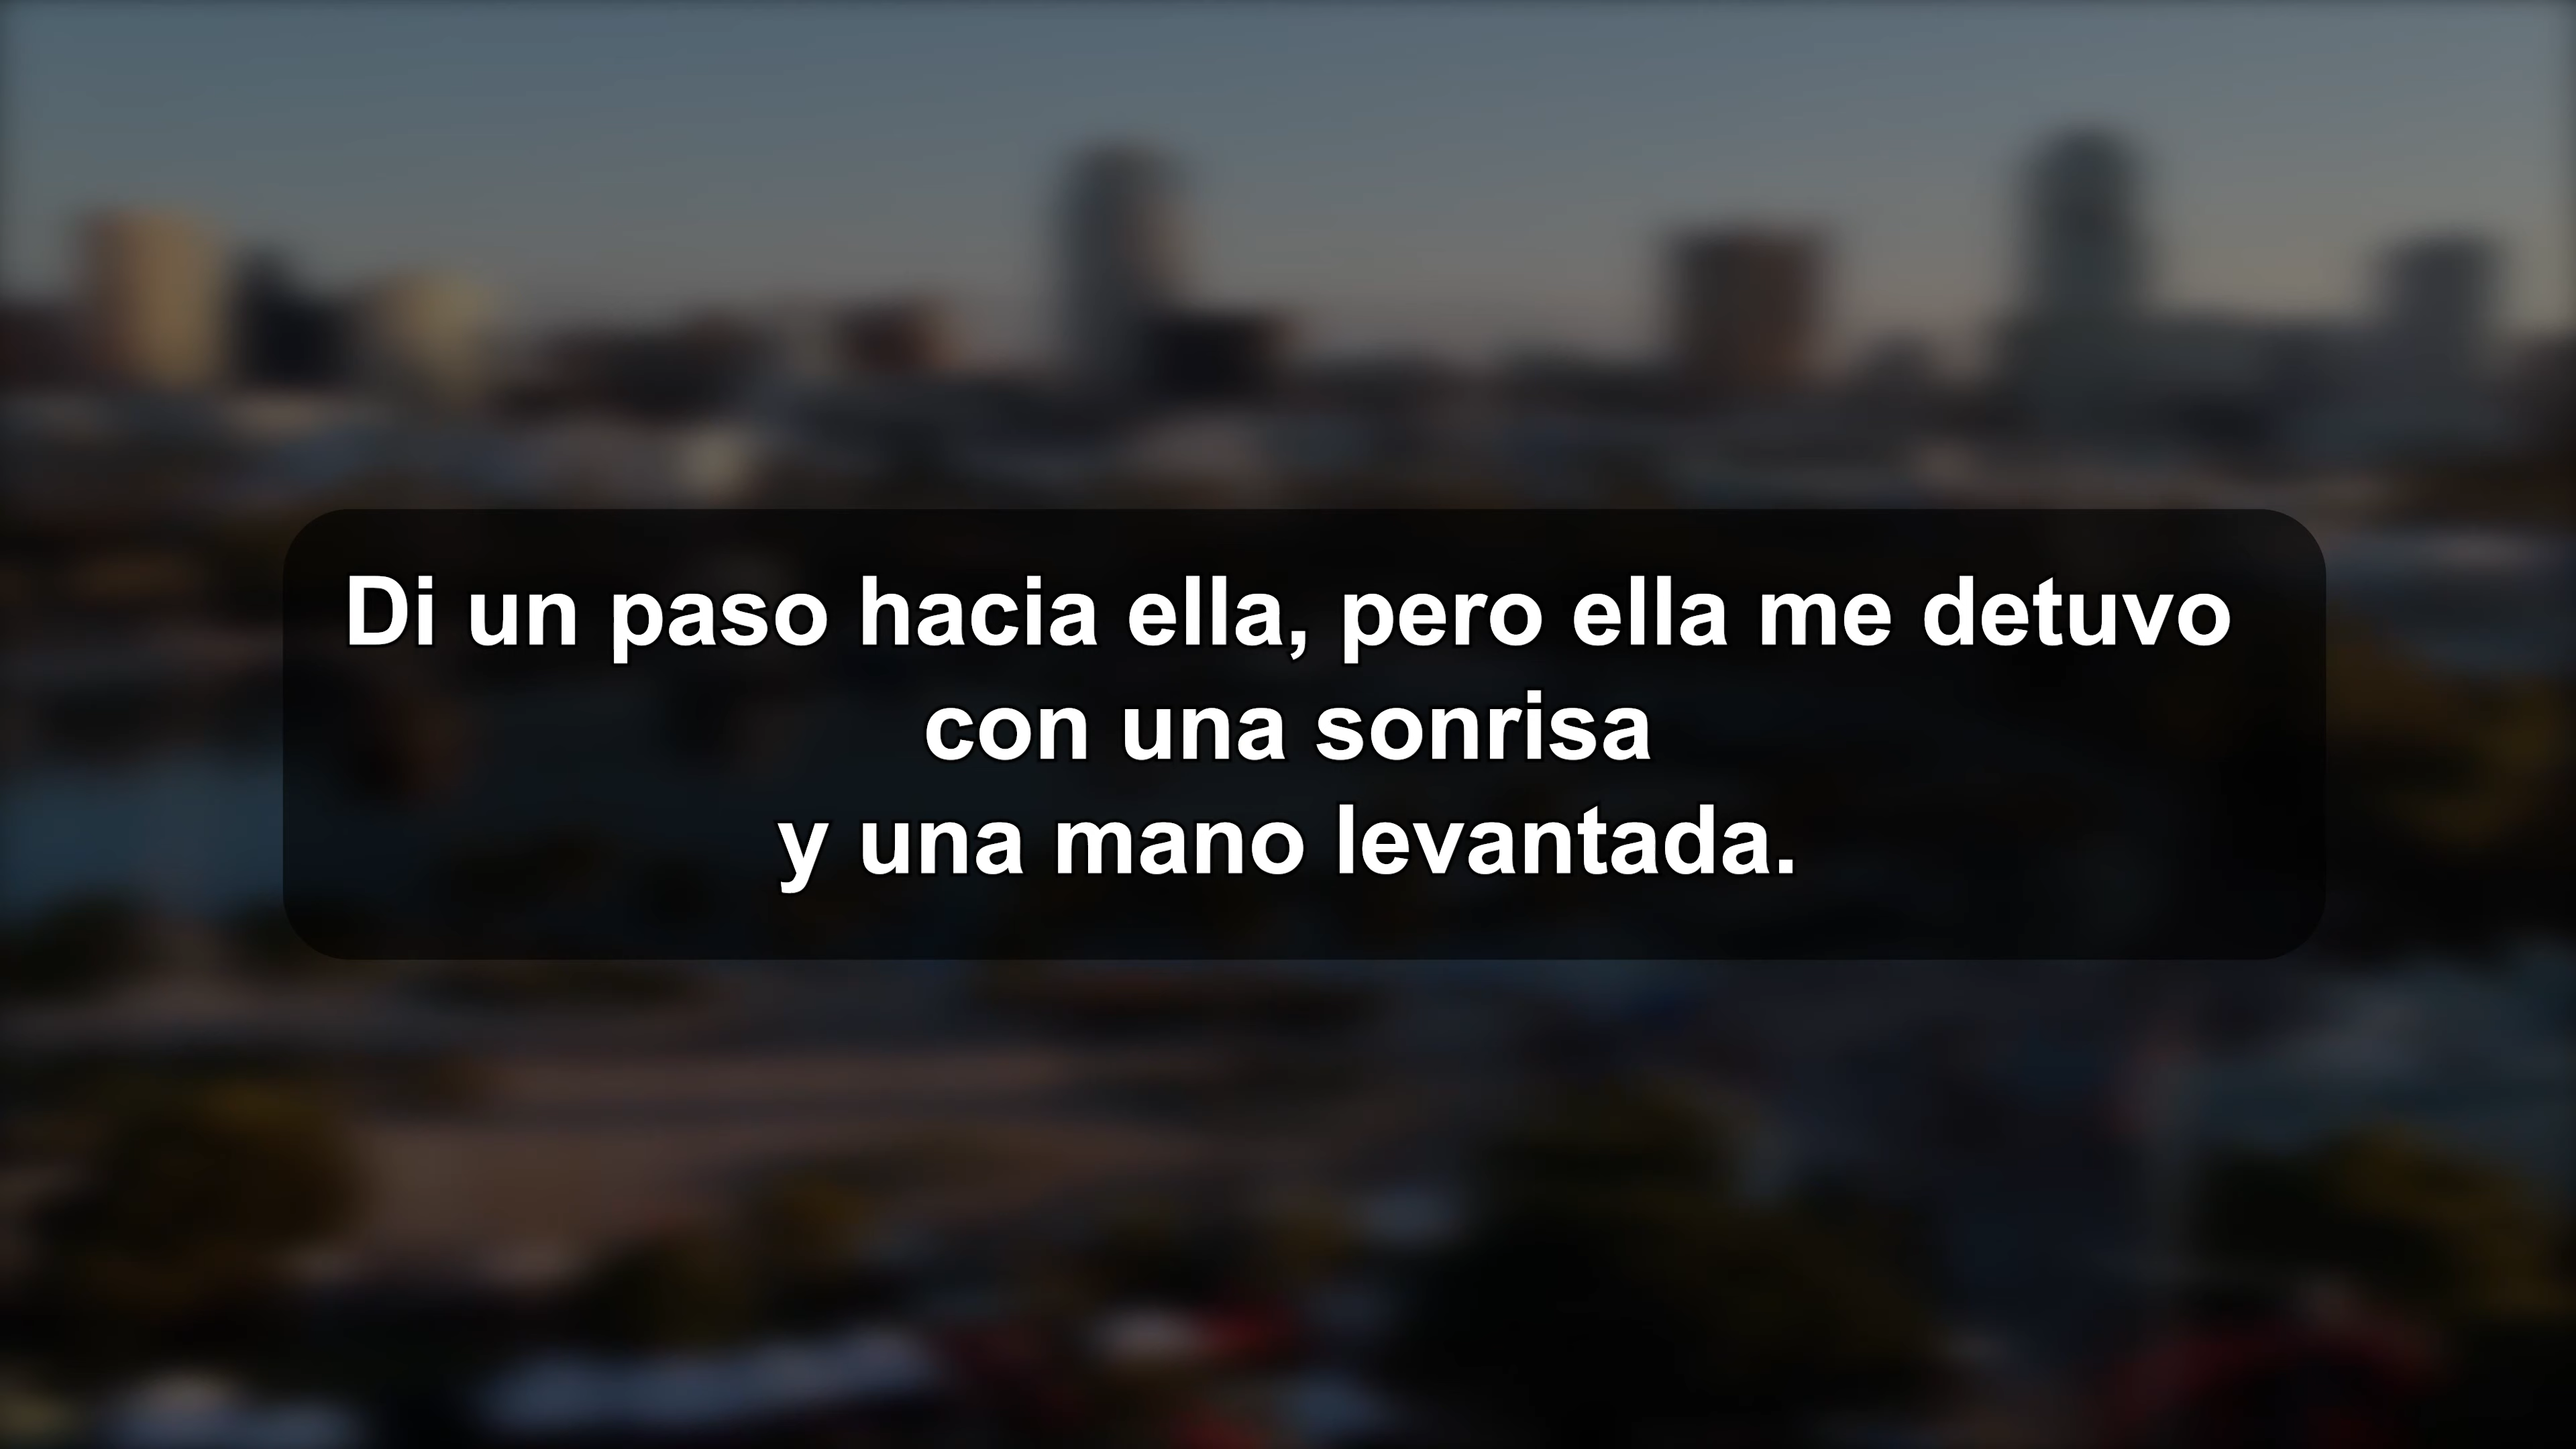 Di un paso hacia ella, pero ella me detuvo
con una sonrisa
y una mano levantada.